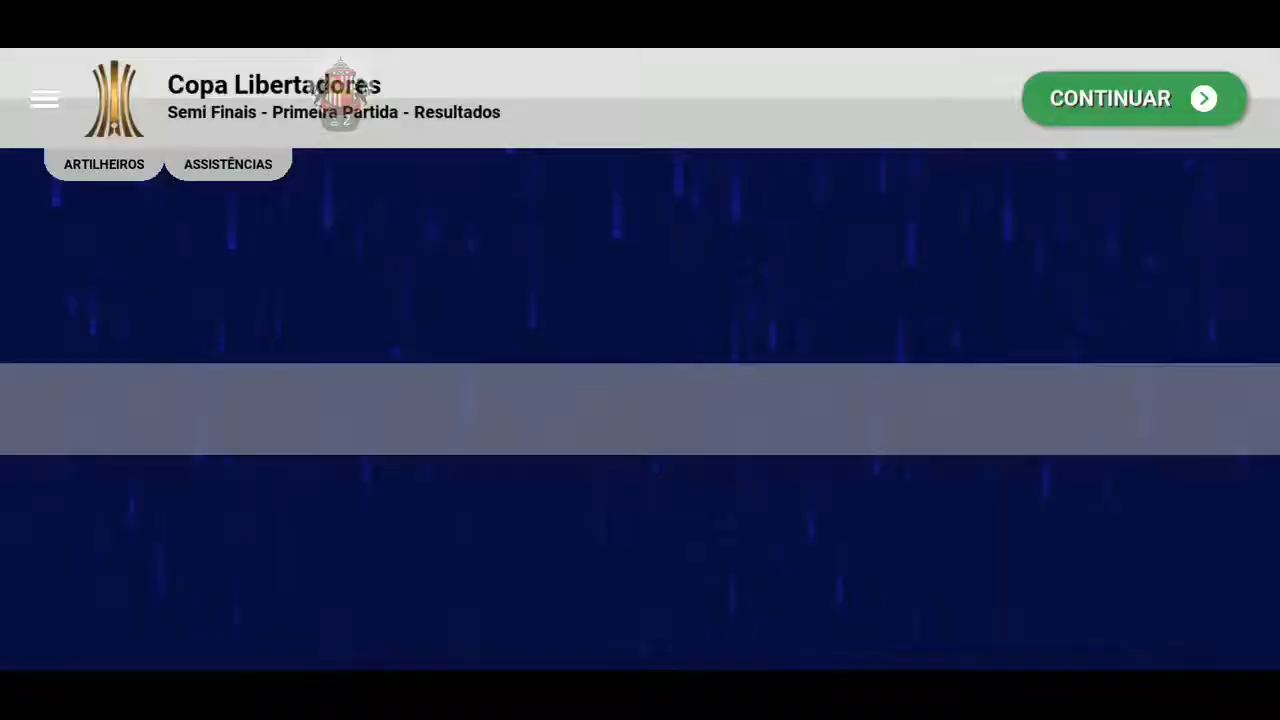 Copa Libertadores
Semi Finais - Primeira Partida - Resultados
CONTINUAR
ARTILHEIROS
ASSISTÊNCIAS